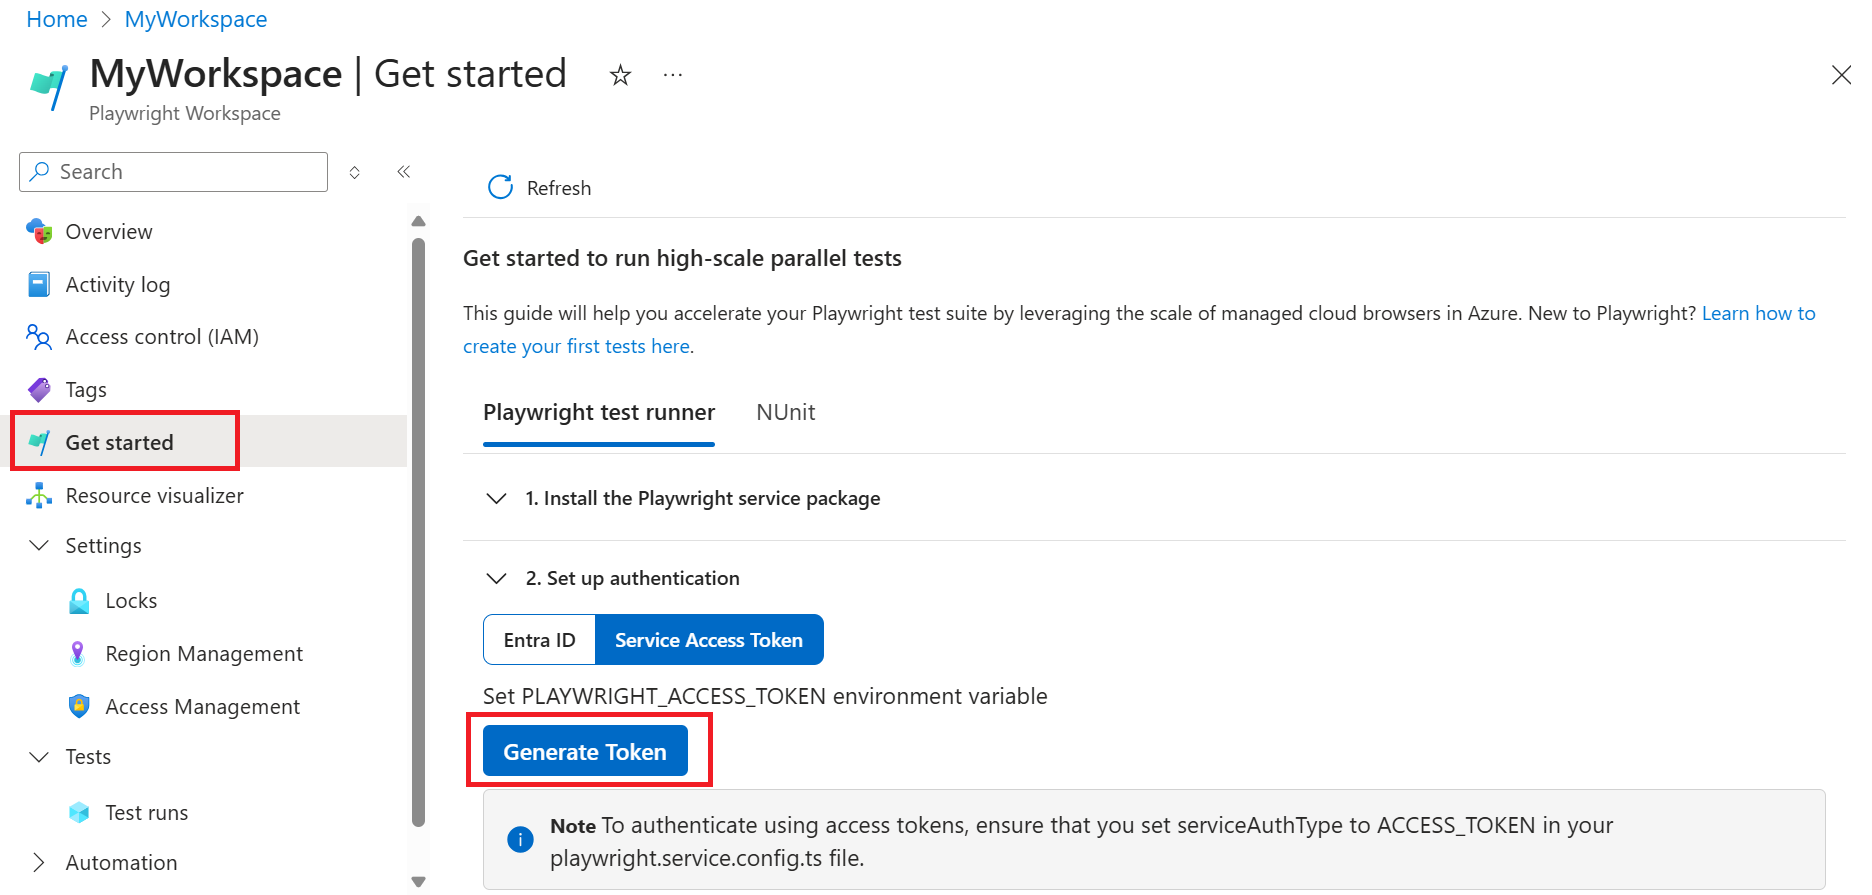 Home > MyWorkspace
MyWorkspace | Get started
Playwright Workspace
Search
Overview
Activity log
Access control (IAM)
Tags
Get started
Resource visualizer
Settings
Locks
Region Management
Access Management
Tests
Test runs
Automation
Refresh
Get started to run high-scale parallel tests
This guide will help you accelerate your Playwright test suite by leveraging the scale of managed cloud browsers in Azure. New to Playwright? Learn how to
create your first tests here.
Playwright test runner NUnit
1. Install the Playwright service package
2. Set up authentication
Entra ID Service Access Token
Set PLAYWRIGHT_ACCESS_TOKEN environment variable
Generate Token
Note To authenticate using access tokens, ensure that you set serviceAuthType to ACCESS_TOKEN in your
playwright.service.config.ts file.